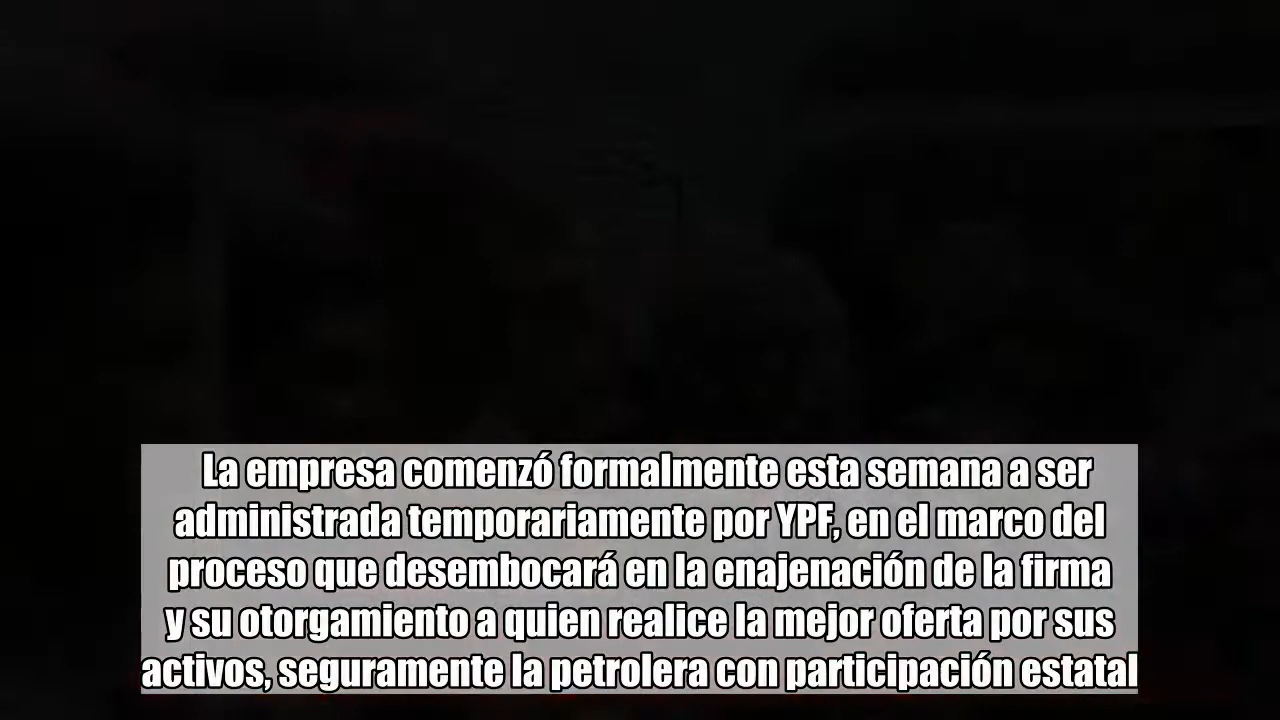 La empresa comenzó formalmente esta semana a ser
administrada temporariamente por YPF, en el marco del
proceso que desembocará en la enajenación de la firma
y su otorgamiento a quien realice la mejor oferta por sus
activos, seguramente la petrolera con participación estatal